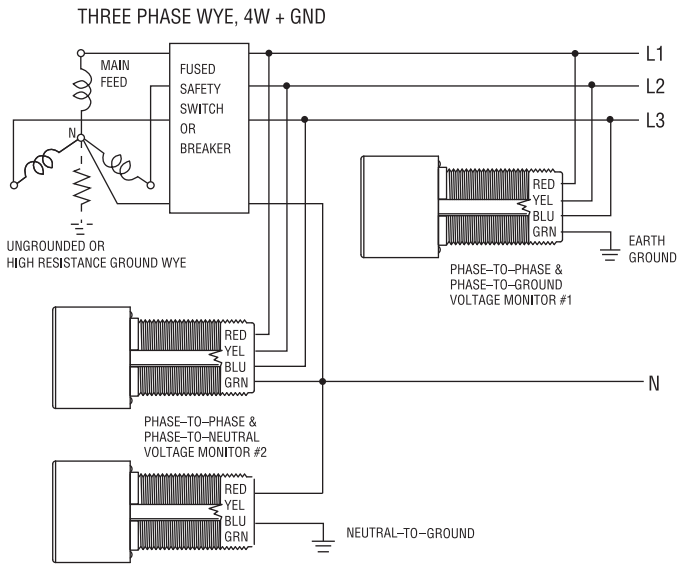 THREE PHASE WYE, 4W + GND
MAIN
FEED
FUSED
SAFETY
SWITCH
OR
BREAKER
L1
L2
L3
N
UNGROUNDED OR
HIGH RESISTANCE GROUND WYE
RED
YEL
BLU
GRN
EARTH
GROUND
PHASE–TO–PHASE &
PHASE–TO–GROUND
VOLTAGE MONITOR #1
RED
YEL
BLU
GRN
N
PHASE–TO–PHASE &
PHASE–TO–NEUTRAL
VOLTAGE MONITOR #2
RED
YEL
BLU
GRN
NEUTRAL–TO–GROUND